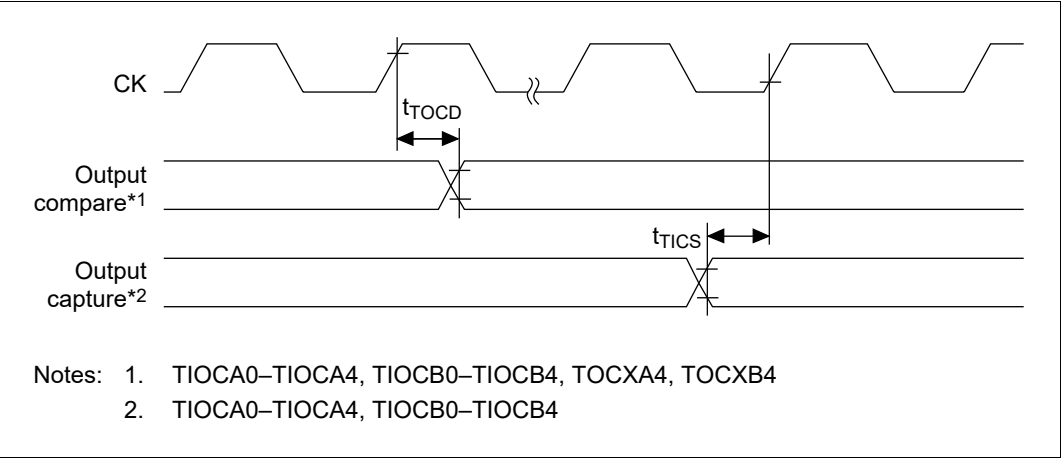 CK
tTOCD
Output
compare*1
tTICS
Output
capture*2
Notes: 1. TIOCA0–TIOCA4, TIOCB0–TIOCB4, TOCXA4, TOCXB4
2. TIOCA0–TIOCA4, TIOCB0–TIOCB4